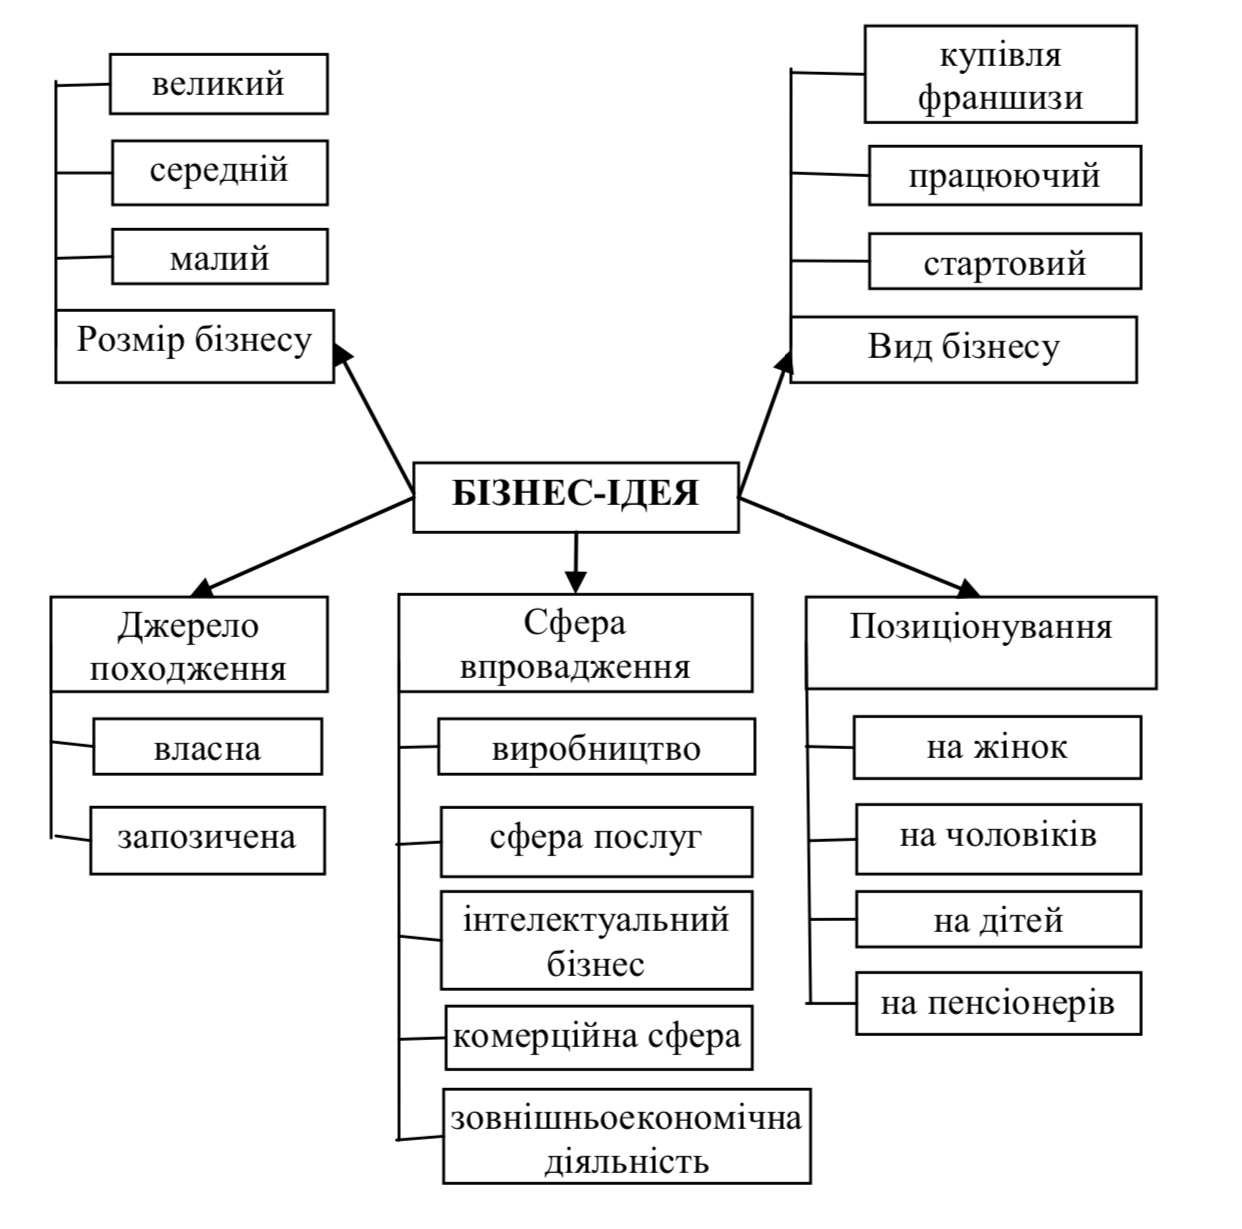 великий
середній
малий
Розмір бізнесу
купівля
франшизи
працюючий
стартовий
Вид бізнесу
БІЗНЕС-ІДЕЯ
Джерело
походження
власна
запозичена
Сфера
впровадження
виробництво
сфера послуг
інтелектуальний
бізнес
комерційна сфера
зовнішньоекономічна
діяльність
Позиціонування
на жінок
на чоловіків
на дітей
на пенсіонерів